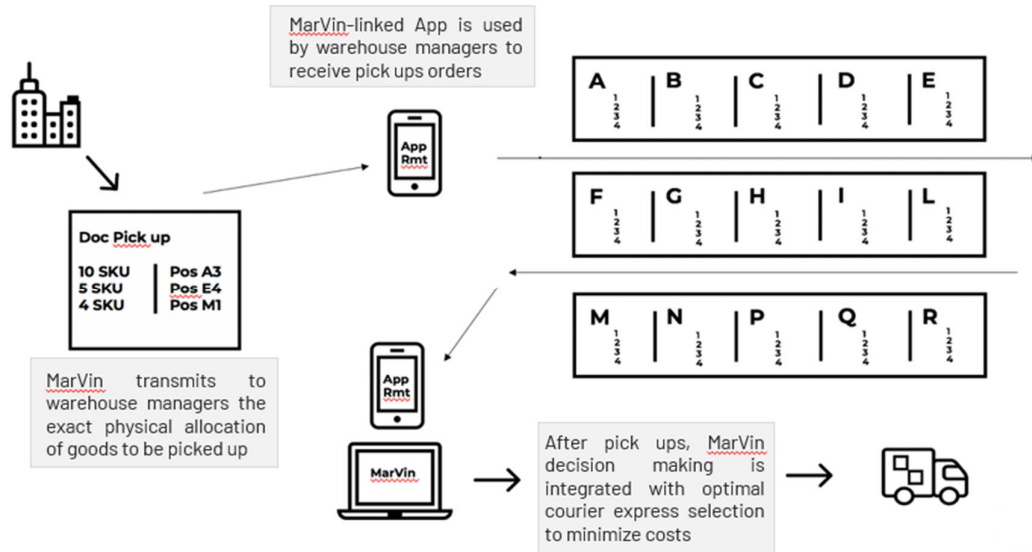 MarVin-linked App is used
by warehouse managers to
receive pick ups orders
App
Rmt
A B C D E
1 1 1 1 1
2 2 2 2 2
3 3 3 3 3
4 4 4 4 4
F G H I L
1 1 1 1 1
2 2 2 2 2
3 3 3 3 3
4 4 4 4 4
M N P Q R
1 1 1 1 1
2 2 2 2 2
3 3 3 3 3
4 4 4 4 4
Doc Pick up
10 SKU Pos A3
5 SKU Pos E4
4 SKU Pos M1
MarVin transmits to
warehouse managers the
exact physical allocation
of goods to be picked up
App
Rmt
MarVin
After pick ups, MarVin
decision making is
integrated with optimal
courier express selection
to minimize costs